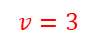 v = 3